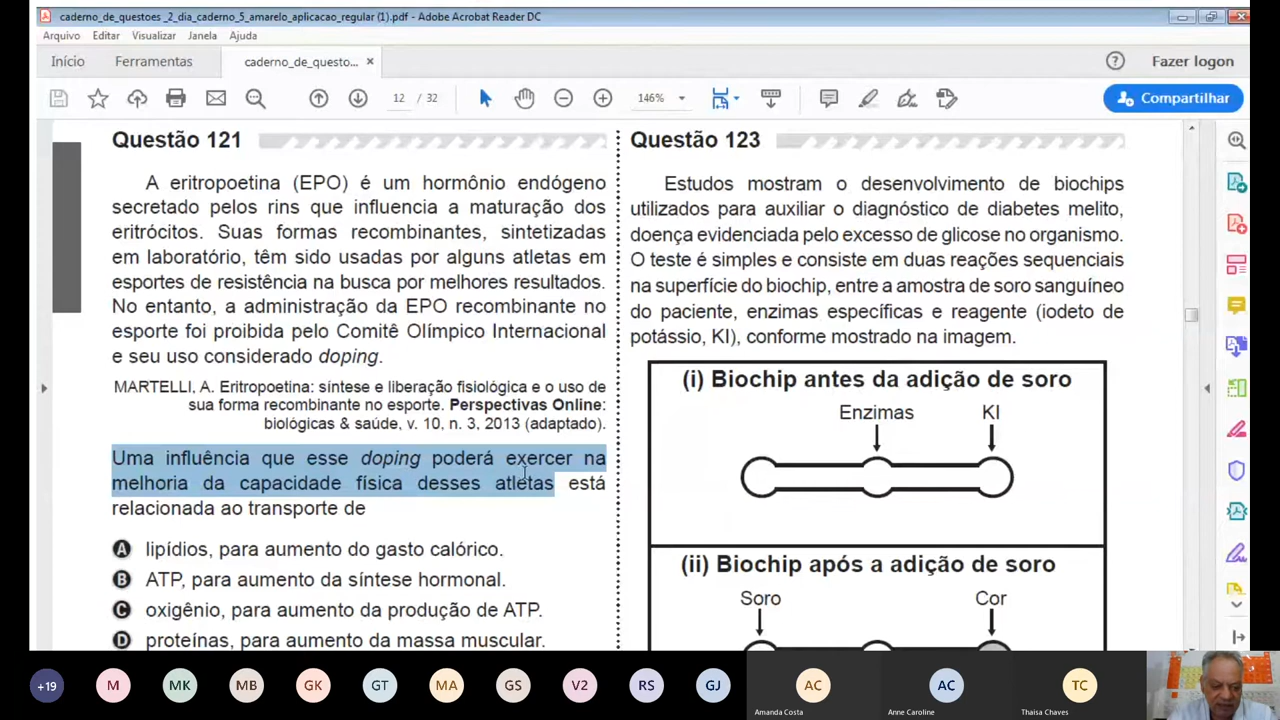 caderno_de_questoes _2_dia_caderno_5_amarelo_aplicacao_regular (1).pdf - Adobe Acrobat Reader DC
Arquivo Editar Visualizar Janela Ajuda
Início Ferramentas caderno_de_questo... × Fazer logon
12 / 32 146% Compartilhar
Questão 121
A eritropoetina (EPO) é um hormônio endógeno
secretado pelos rins que influencia a maturação dos
eritrócitos. Suas formas recombinantes, sintetizadas
em laboratório, têm sido usadas por alguns atletas em
esportes de resistência na busca por melhores resultados.
No entanto, a administração da EPO recombinante no
esporte foi proibida pelo Comitê Olímpico Internacional
e seu uso considerado doping.
MARTELLI, A. Eritropoetina: síntese e liberação fisiológica e o uso de
sua forma recombinante no esporte. Perspectivas Online:
biológicas & saúde, v. 10, n. 3, 2013 (adaptado).
Uma influência que esse doping poderá exercer na
melhoria da capacidade física desses atletas está
relacionada ao transporte de
A lipídios, para aumento do gasto calórico.
B ATP, para aumento da síntese hormonal.
C oxigênio, para aumento da produção de ATP.
D proteínas, para aumento da massa muscular.
Questão 123
Estudos mostram o desenvolvimento de biochips
utilizados para auxiliar o diagnóstico de diabetes melito,
doença evidenciada pelo excesso de glicose no organismo.
O teste é simples e consiste em duas reações sequenciais
na superfície do biochip, entre a amostra de soro sanguíneo
do paciente, enzimas específicas e reagente (iodeto de
potássio, KI), conforme mostrado na imagem.
(i) Biochip antes da adição de soro
Enzimas KI
(ii) Biochip após a adição de soro
Soro Cor
+19 M MK MB GK GT MA GS V2 RS GJ AC AC TC
Amanda Costa Anne Caroline Thaisa Chaves